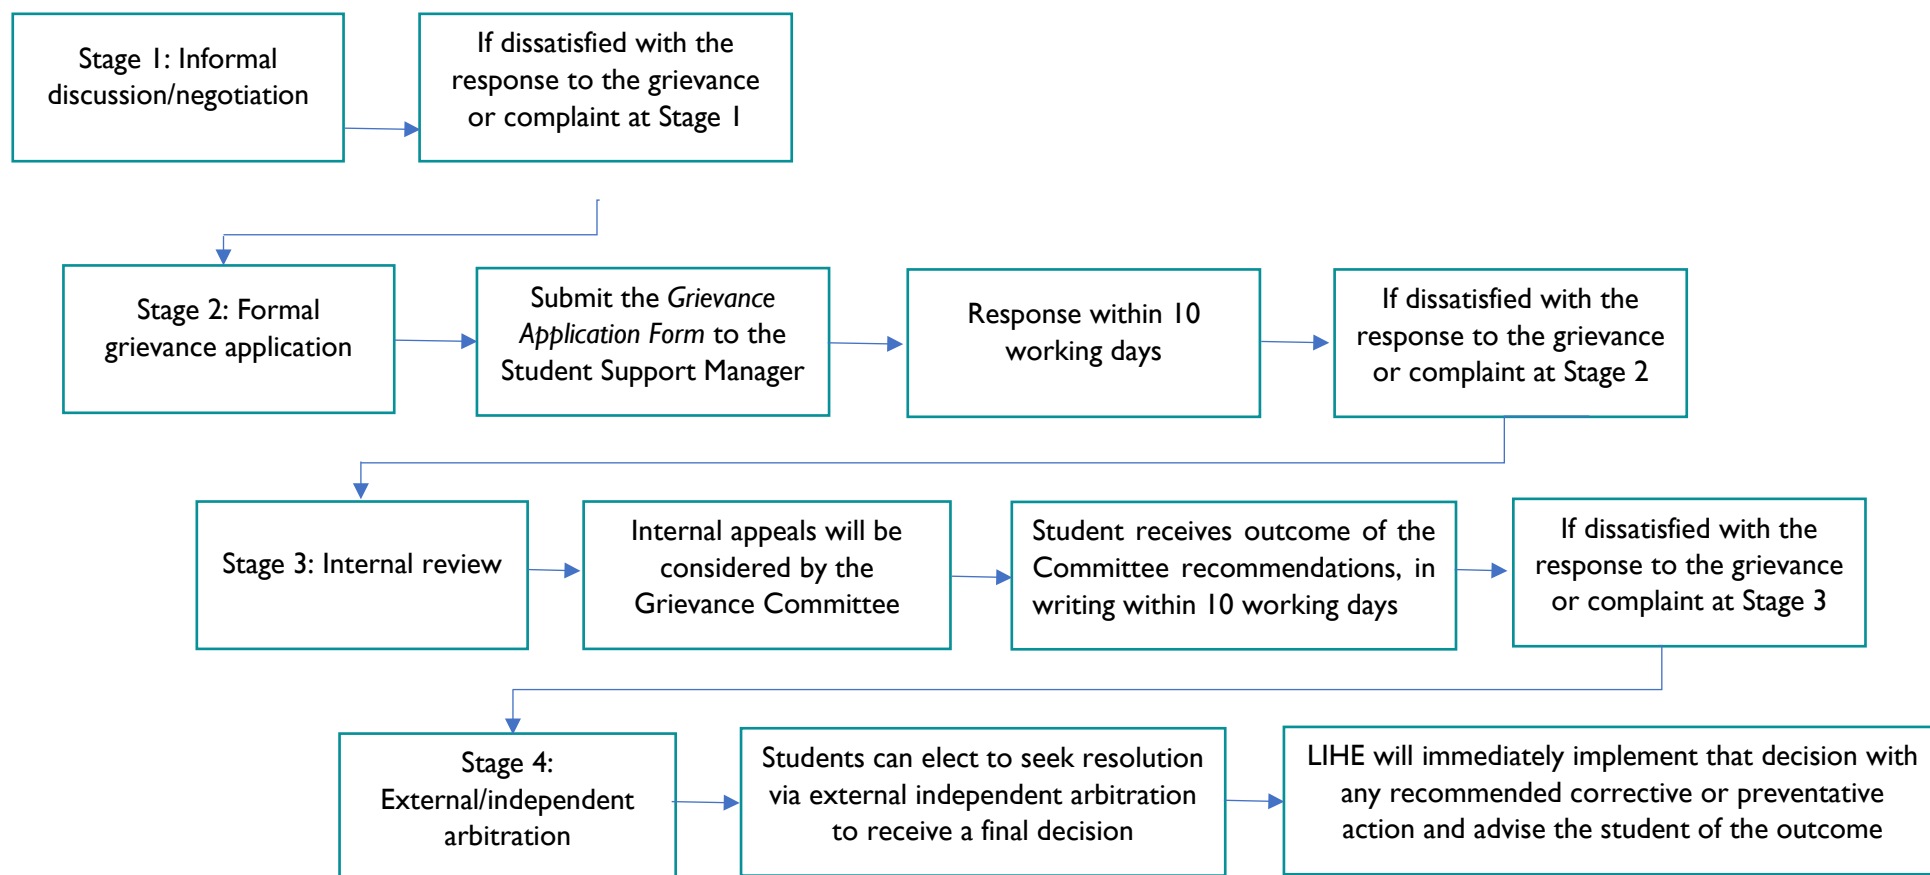 Stage 1: Informal
discussion/negotiation
If dissatisfied with the
response to the grievance
or complaint at Stage 1
Stage 2: Formal
grievance application
Submit the Grievance
Application Form to the
Student Support Manager
Response within 10
working days
If dissatisfied with the
response to the grievance
or complaint at Stage 2
Stage 3: Internal review
Internal appeals will be
considered by the
Grievance Committee
Student receives outcome of the
Committee recommendations, in
writing within 10 working days
If dissatisfied with the
response to the grievance
or complaint at Stage 3
Stage 4:
External/independent
arbitration
Students can elect to seek resolution
via external independent arbitration
to receive a final decision
LIHE will immediately implement that decision with
any recommended corrective or preventative
action and advise the student of the outcome